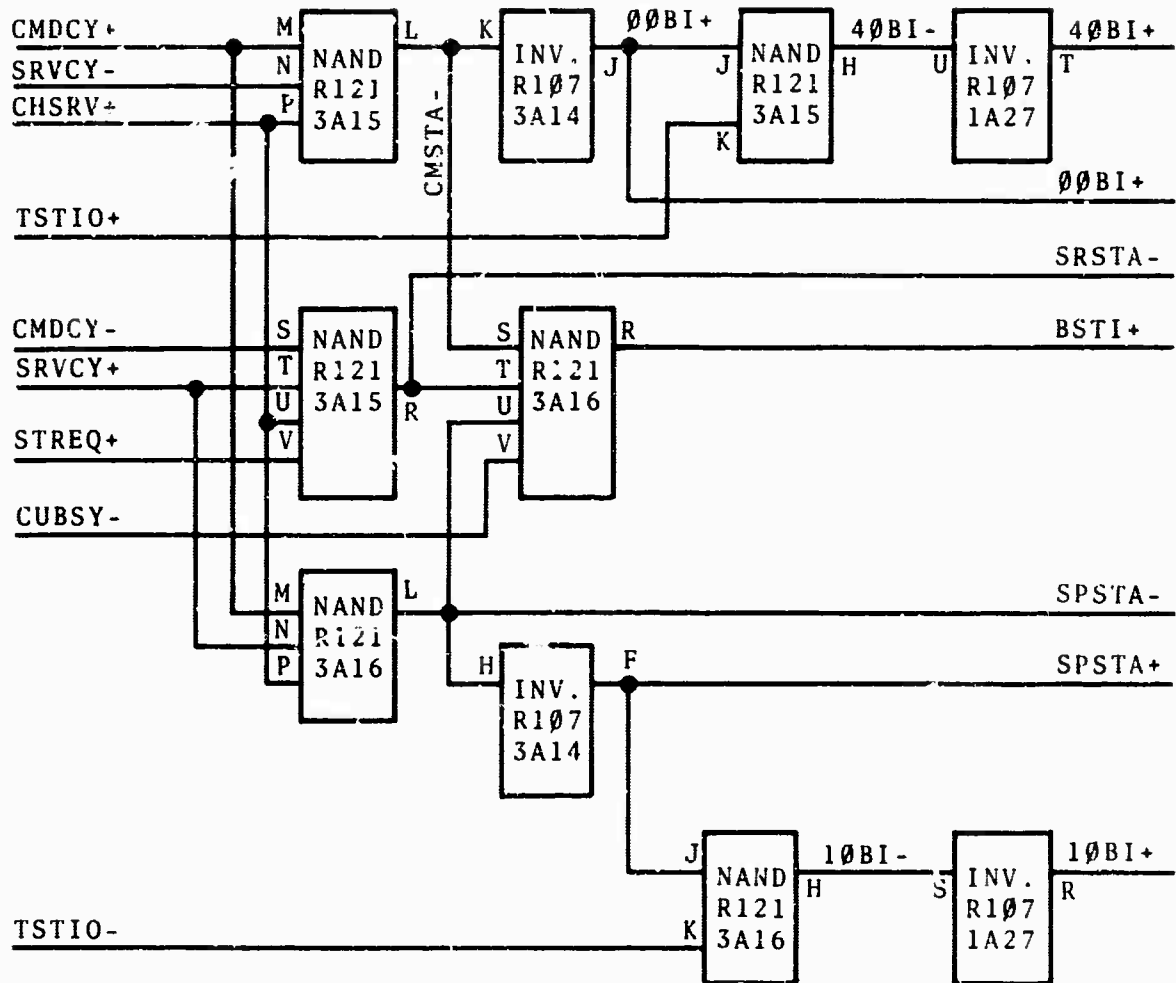 CMDCY+
SRVCY-
CHSRV+
M
N
P
NAND
R121
3A15
L
CMSTA-
K
INV.
RØ107
3A14
J
ØØBI+
J
K
NAND
R121
3A15
H
4ØBI-
U
INV.
R1Ø7
1A27
T
4ØBI+
ØØBI+
TSTIO+
SRSTA-
CMDCY-
SRVCY+
STREQ+
S
T
U
V
NAND
R121
3A15
R
S
T
U
V
NAND
R121
3A16
R
BSTI+
CUBSY-
M
N
P
NAND
R121
3A16
L
SPSTA-
H
INV.
R1Ø7
3A14
F
SPSTA+
J
K
NAND
R121
3A16
H
1ØBI-
S
INV.
R1Ø7
1A27
R
1ØBI+
TSTIO-